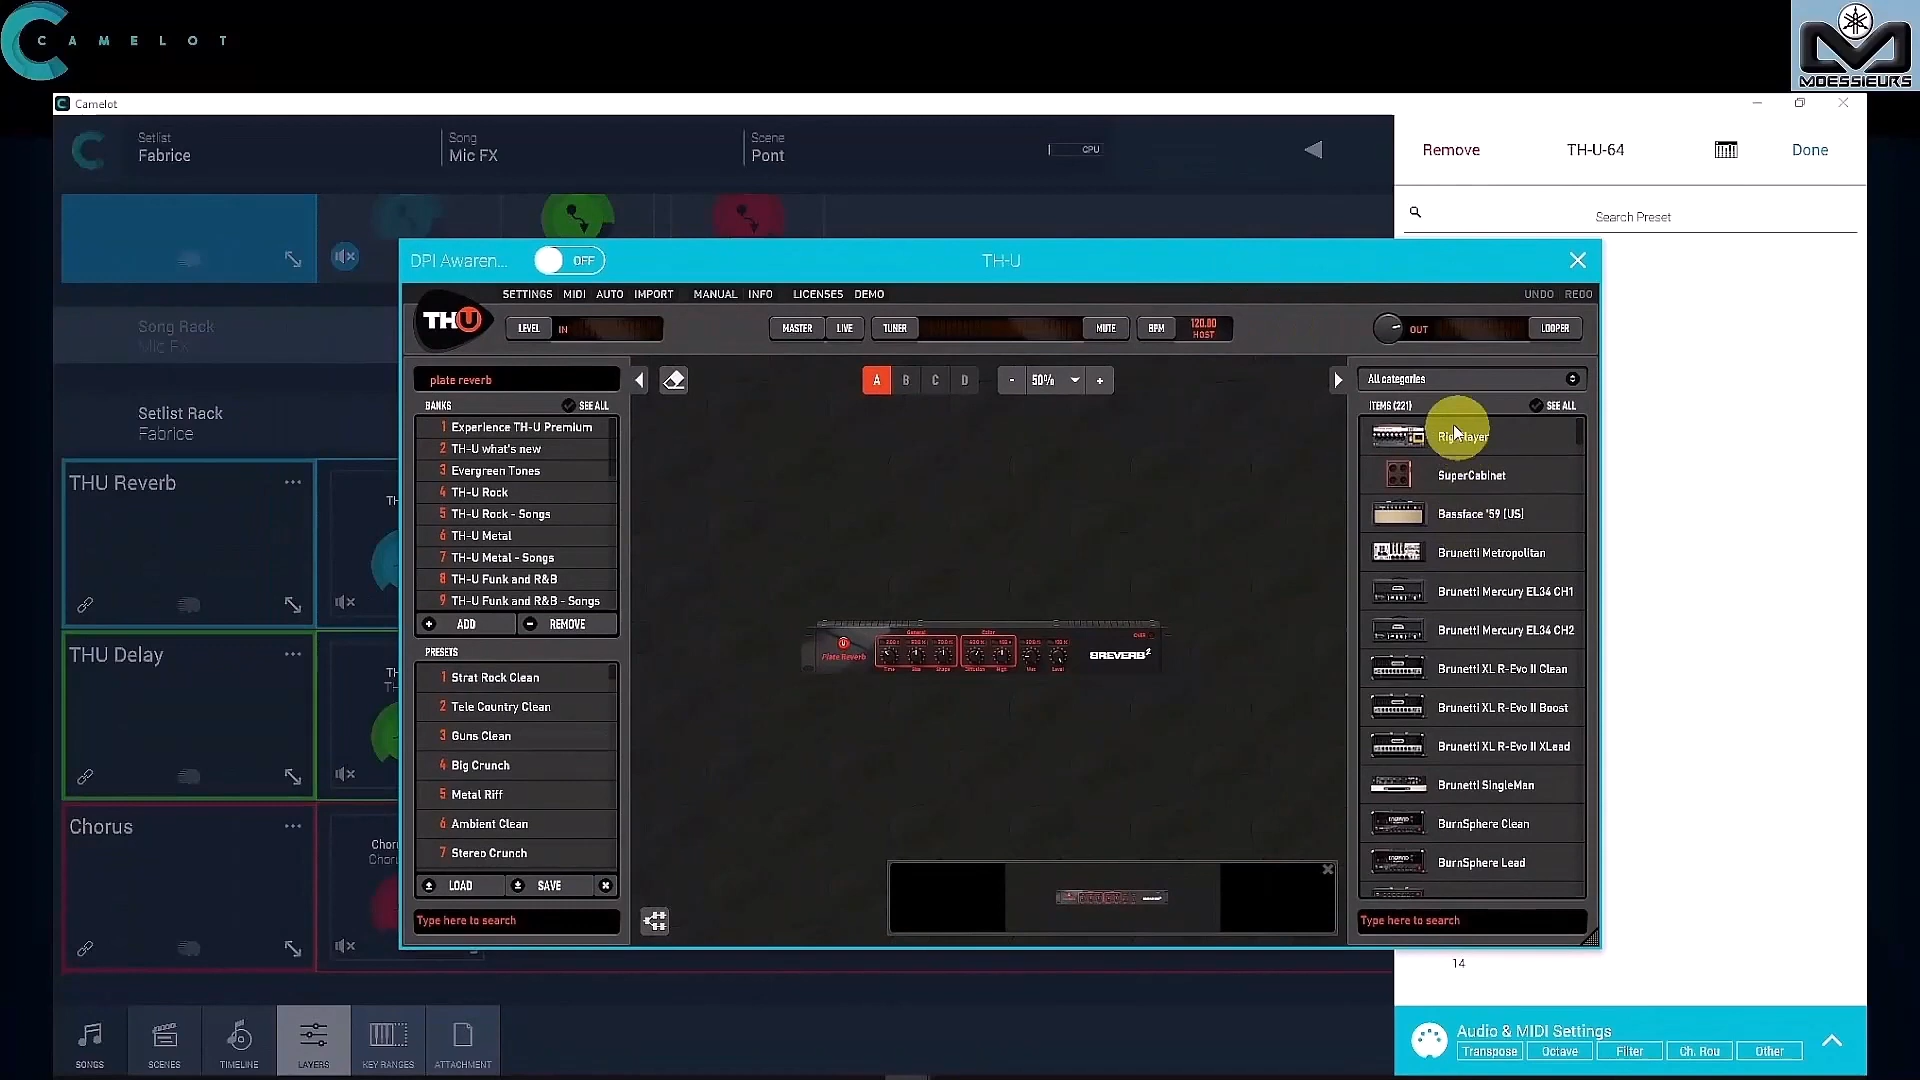 CAMELOT
MOESSIEURS
Camelot
Setlist
Fabrice
Song
Mic FX
Scene
Pont
CPU
Remove
TH-U-64
Done
Search Preset
DPI Awaren...
OFF
TH-U
SETTINGS MIDI AUTO IMPORT MANUAL INFO LICENSES DEMO
UNDO REDO
THU
LEVEL
IN
MASTER
LIVE
TUNER
MUTE
BPM
120.00
HOST
OUT
LOOPER
plate reverb
A
B
C
D
-
50%
+
All categories
BANKS
SEE ALL
ITEMS (221)
SEE ALL
1 Experience TH-U Premium
2 TH-U what's new
3 Evergreen Tones
4 TH-U Rock
5 TH-U Rock - Songs
6 TH-U Metal
7 TH-U Metal - Songs
8 TH-U Funk and R&B
9 TH-U Funk and R&B - Songs
ADD
REMOVE
PRESETS
1 Strat Rock Clean
2 Tele Country Clean
3 Guns Clean
4 Big Crunch
5 Metal Riff
6 Ambient Clean
7 Stereo Crunch
LOAD
SAVE
Type here to search
Plate Reverb
General
Color
BREVERB2
SuperCabinet
Bassface '59 [US]
Brunetti Metropolitan
Brunetti Mercury EL34 CH1
Brunetti Mercury EL34 CH2
Brunetti XL R-Evo II Clean
Brunetti XL R-Evo II Boost
Brunetti XL R-Evo II XLead
Brunetti SingleMan
BurnSphere Clean
BurnSphere Lead
Type here to search
Song Rack
Mic FX
Setlist Rack
Fabrice
THU Reverb
TH
THU Delay
TH
TH
Chorus
Chor
Choru
14
SONGS
SCENES
TIMELINE
LAYERS
KEY RANGES
ATTACHMENT
Audio & MIDI Settings
Transpose
Octave
Filter
Ch. Rou
Other